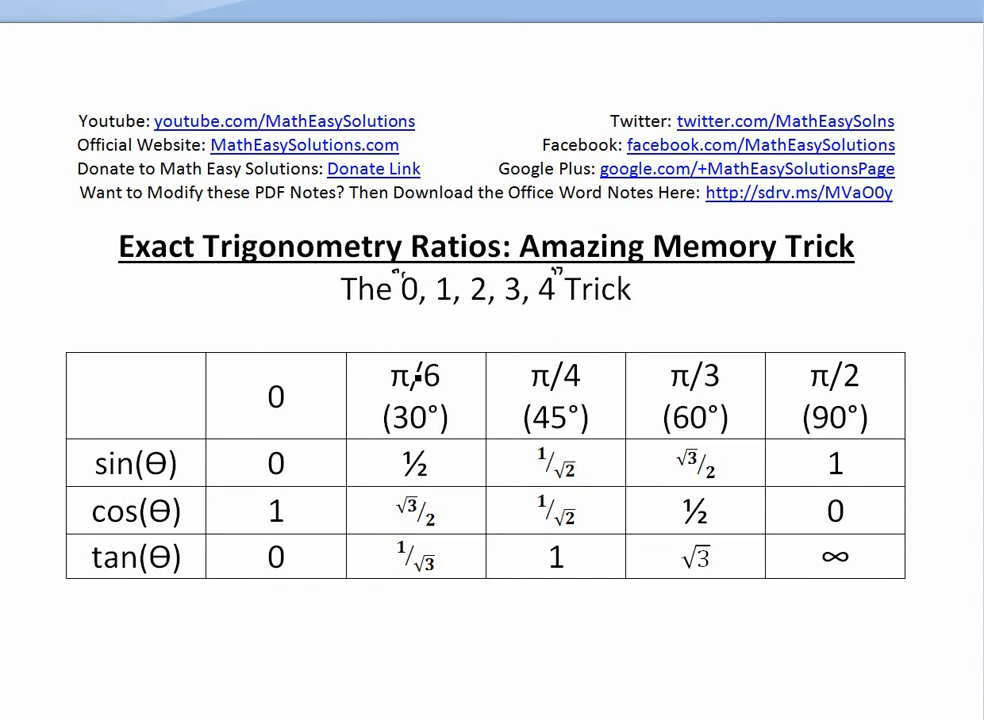 Youtube: youtube.com/MathEasySolutions Twitter: twitter.com/MathEasySolns
Official Website: MathEasySolutions.com Facebook: facebook.com/MathEasySolutions
Donate to Math Easy Solutions: Donate Link Google Plus: google.com/+MathEasySolutionsPage
Want to Modify these PDF Notes? Then Download the Office Word Notes Here: http://sdrv.ms/MVaO0y
Exact Trigonometry Ratios: Amazing Memory Trick
The "0, 1, 2, 3, 4" Trick
0 π/6 (30°) π/4 (45°) π/3 (60°) π/2 (90°)
sin(Θ) 0 ½ 1/√2 √3/2 1
cos(Θ) 1 √3/2 1/√2 ½ 0
tan(Θ) 0 1/√3 1 √3 ∞